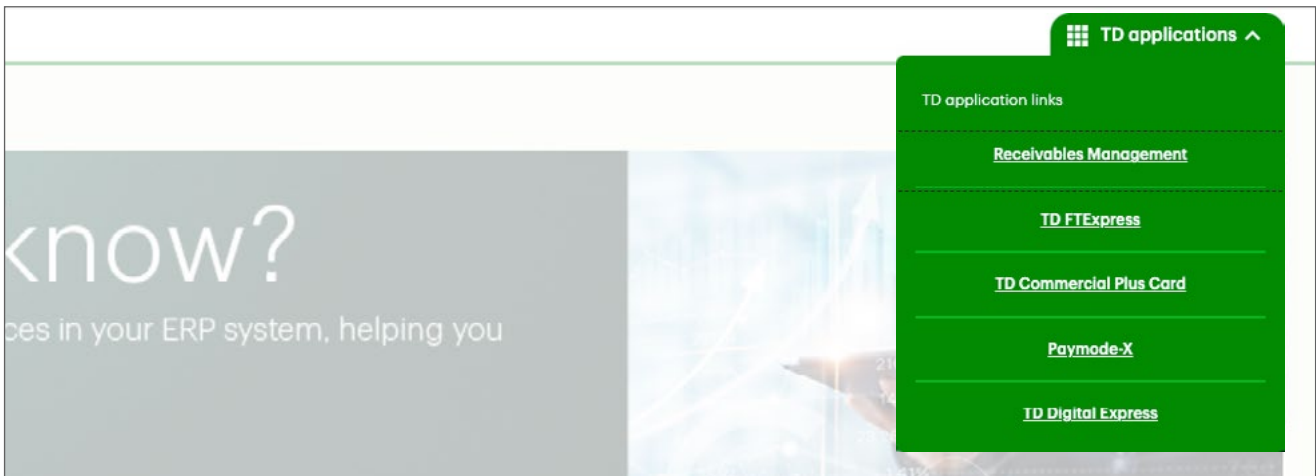 TD applications
TD application links
Receivables Management
TD FTExpress
TD Commercial Plus Card
Paymode-X
TD Digital Express
know?
ces in your ERP system, helping you